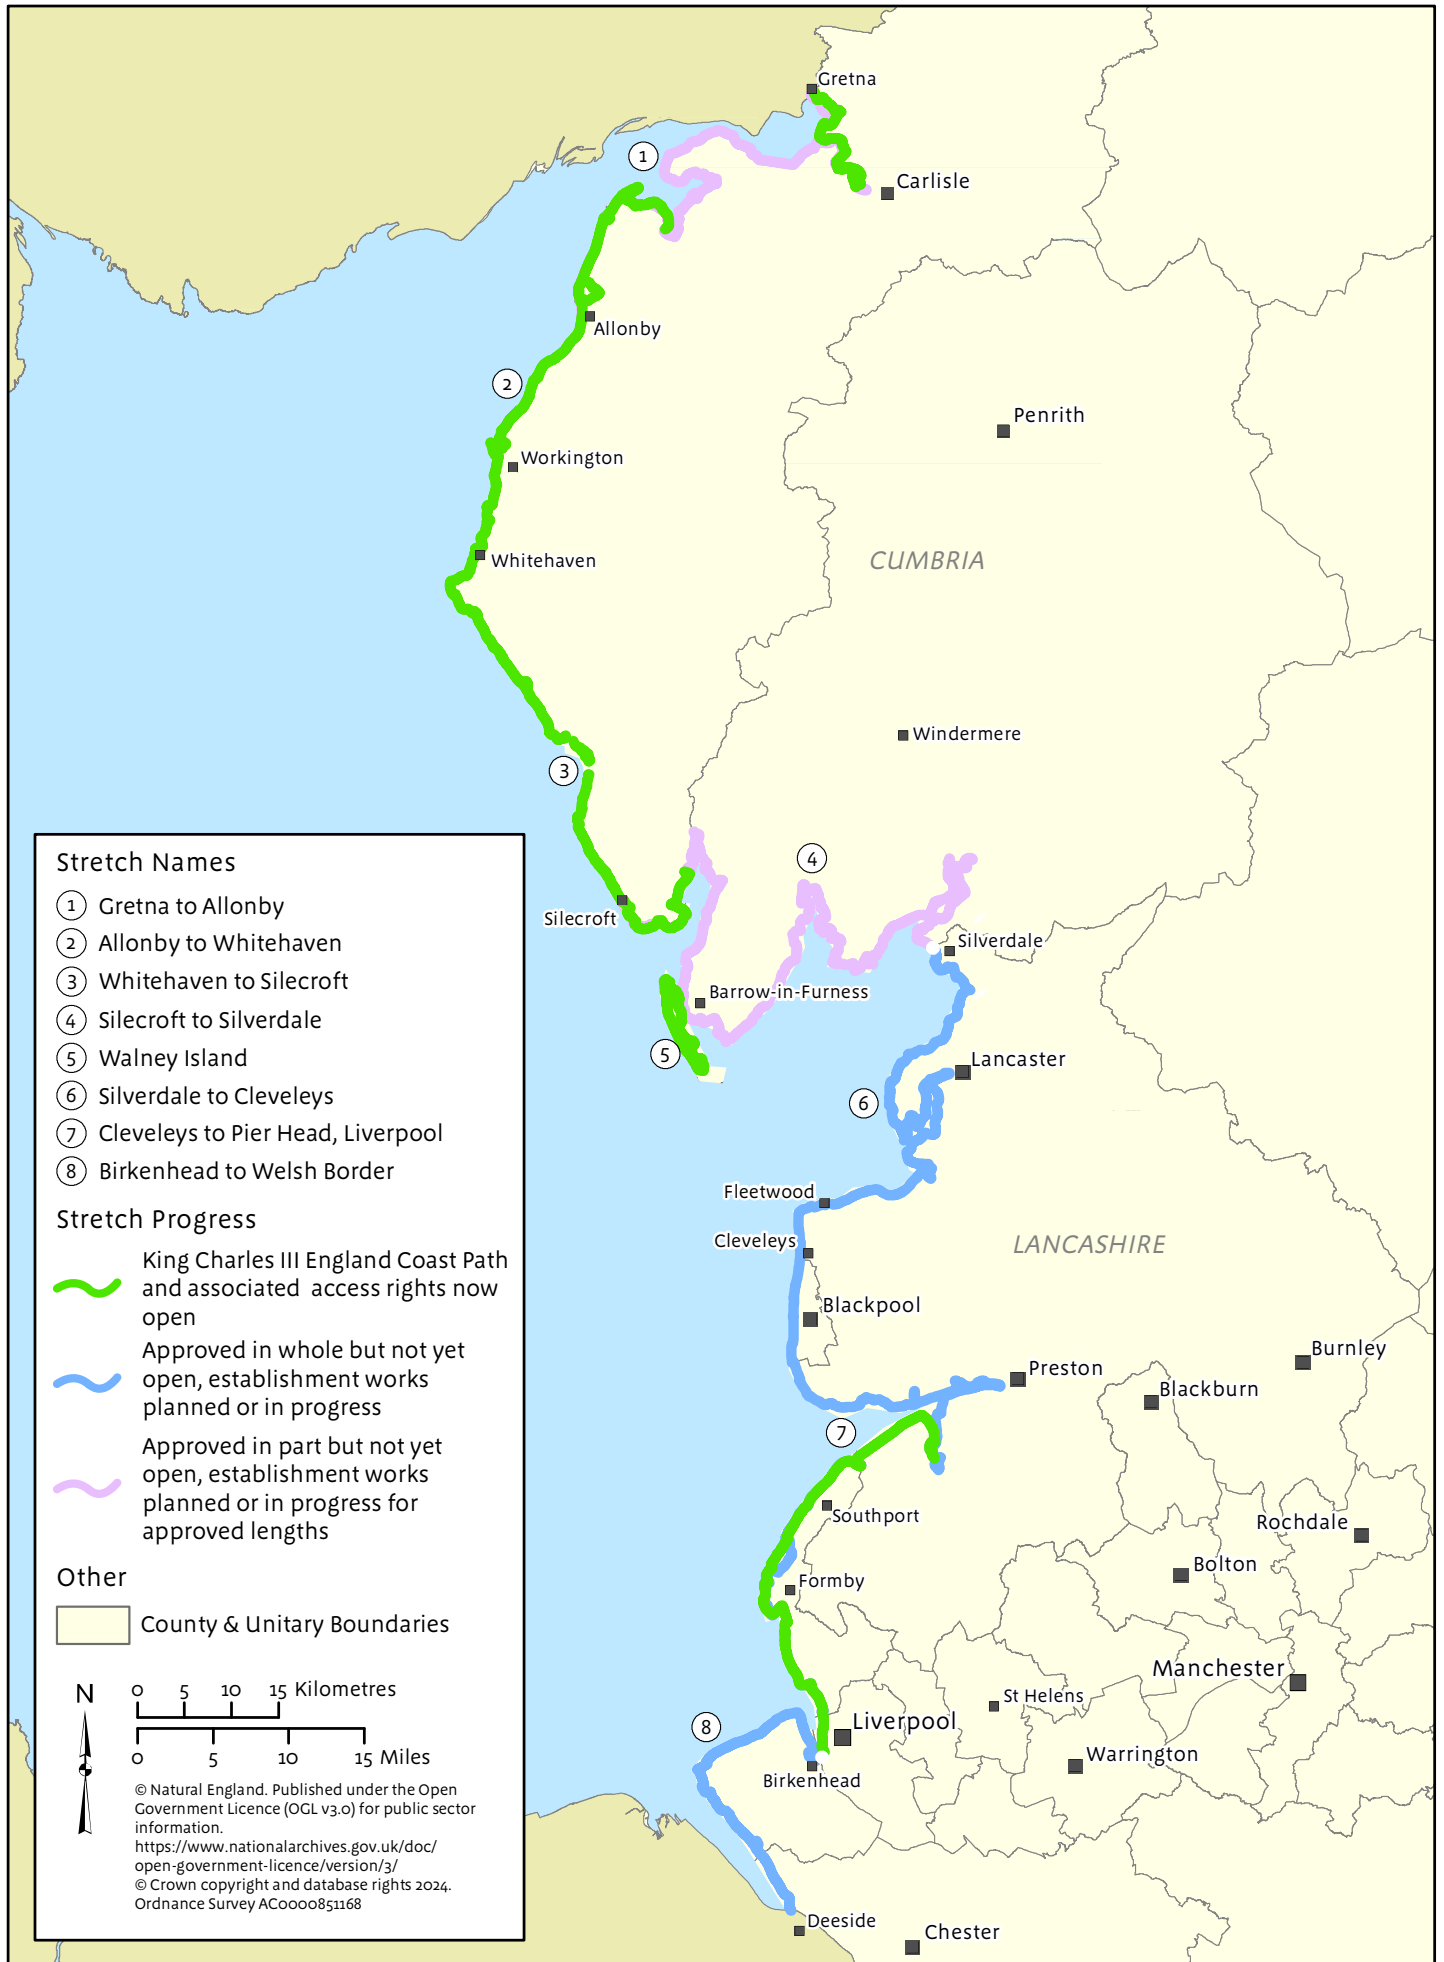 Gretna
1
Carlisle
Allonby
2
Penrith
Workington
CUMBRIA
Whitehaven
Windermere
3
4
Silecroft
Silverdale
Barrow-in-Furness
5
Lancaster
6
Fleetwood
Cleveleys
LANCASHIRE
Blackpool
Burnley
Preston
Blackburn
7
Southport
Rochdale
Bolton
Formby
Manchester
St Helens
8
Liverpool
Warrington
Birkenhead
Deeside
Chester
Stretch Names
1 Gretna to Allonby
2 Allonby to Whitehaven
3 Whitehaven to Silecroft
4 Silecroft to Silverdale
5 Walney Island
6 Silverdale to Cleveleys
7 Cleveleys to Pier Head, Liverpool
8 Birkenhead to Welsh Border
Stretch Progress
King Charles III England Coast Path
and associated access rights now
open
Approved in whole but not yet
open, establishment works
planned or in progress
Approved in part but not yet
open, establishment works
planned or in progress for
approved lengths
Other
County & Unitary Boundaries
N
0 5 10 15 Kilometres
0 5 10 15 Miles
© Natural England. Published under the Open
Government Licence (OGL v3.0) for public sector
information.
https://www.nationalarchives.gov.uk/doc/
open-government-licence/version/3/
© Crown copyright and database rights 2024.
Ordnance Survey AC0000851168